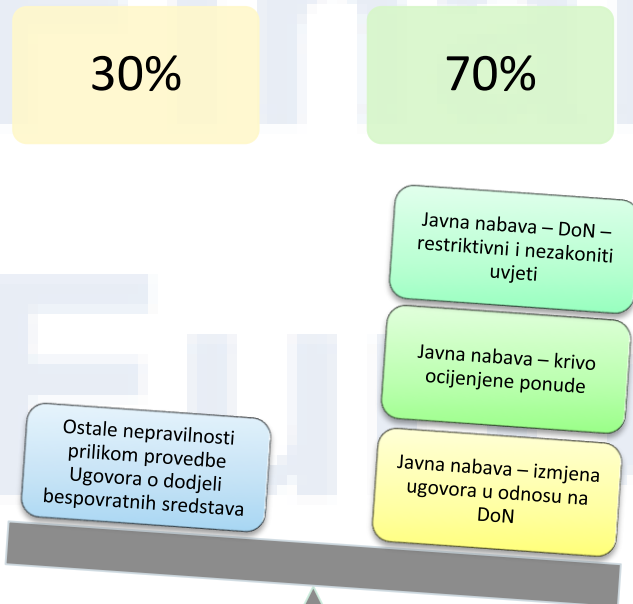 30%
70%
Javna nabava – DoN –
restriktivni i nezakoniti
uvjeti
Javna nabava – krivo
ocijenjene ponude
Ostale nepravilnosti
prilikom provedbe
Ugovora o dodjeli
bespovratnih sredstava
Javna nabava – izmjena
ugovora u odnosu na
DoN